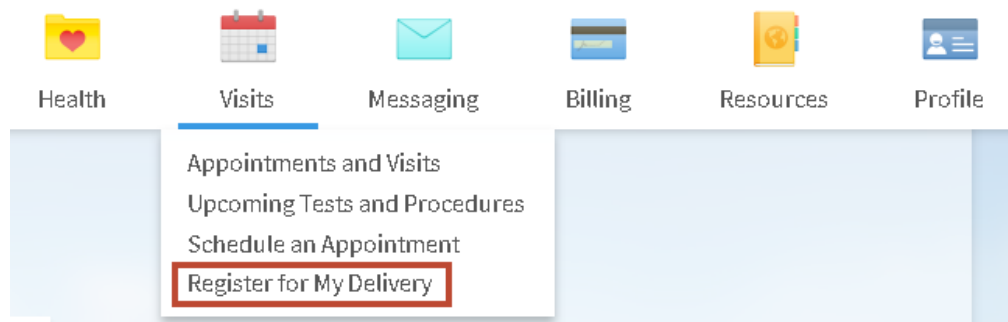 Health Visits Messaging Billing Resources Profile
Appointments and Visits
Upcoming Tests and Procedures
Schedule an Appointment
Register for My Delivery